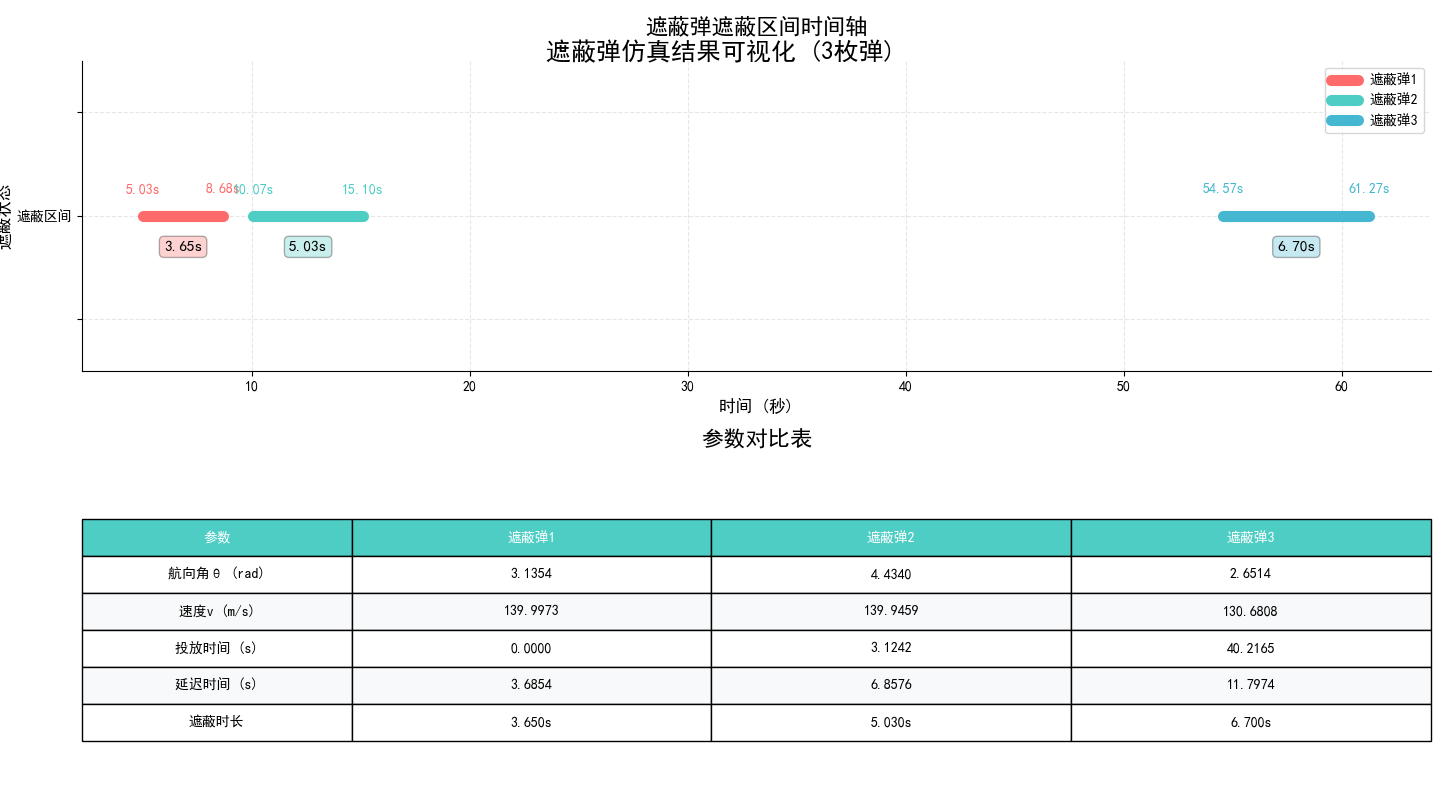 遮蔽弹遮蔽区间时间轴
遮蔽弹仿真结果可视化 (3枚弹)
遮蔽弹1
遮蔽弹2
遮蔽弹3
5.03s 8.68s 10.07s 15.10s 54.57s 61.27s
遮蔽状态
遮蔽区间
3.65s 5.03s 6.70s
10 20 30 40 50 60
时间 (秒)
参数对比表
参数 遮蔽弹1 遮蔽弹2 遮蔽弹3
航向角θ (rad) 3.1354 4.4340 2.6514
速度v (m/s) 139.9973 139.9459 130.6808
投放时间 (s) 0.0000 3.1242 40.2165
延迟时间 (s) 3.6854 6.8576 11.7974
遮蔽时长 3.650s 5.030s 6.700s